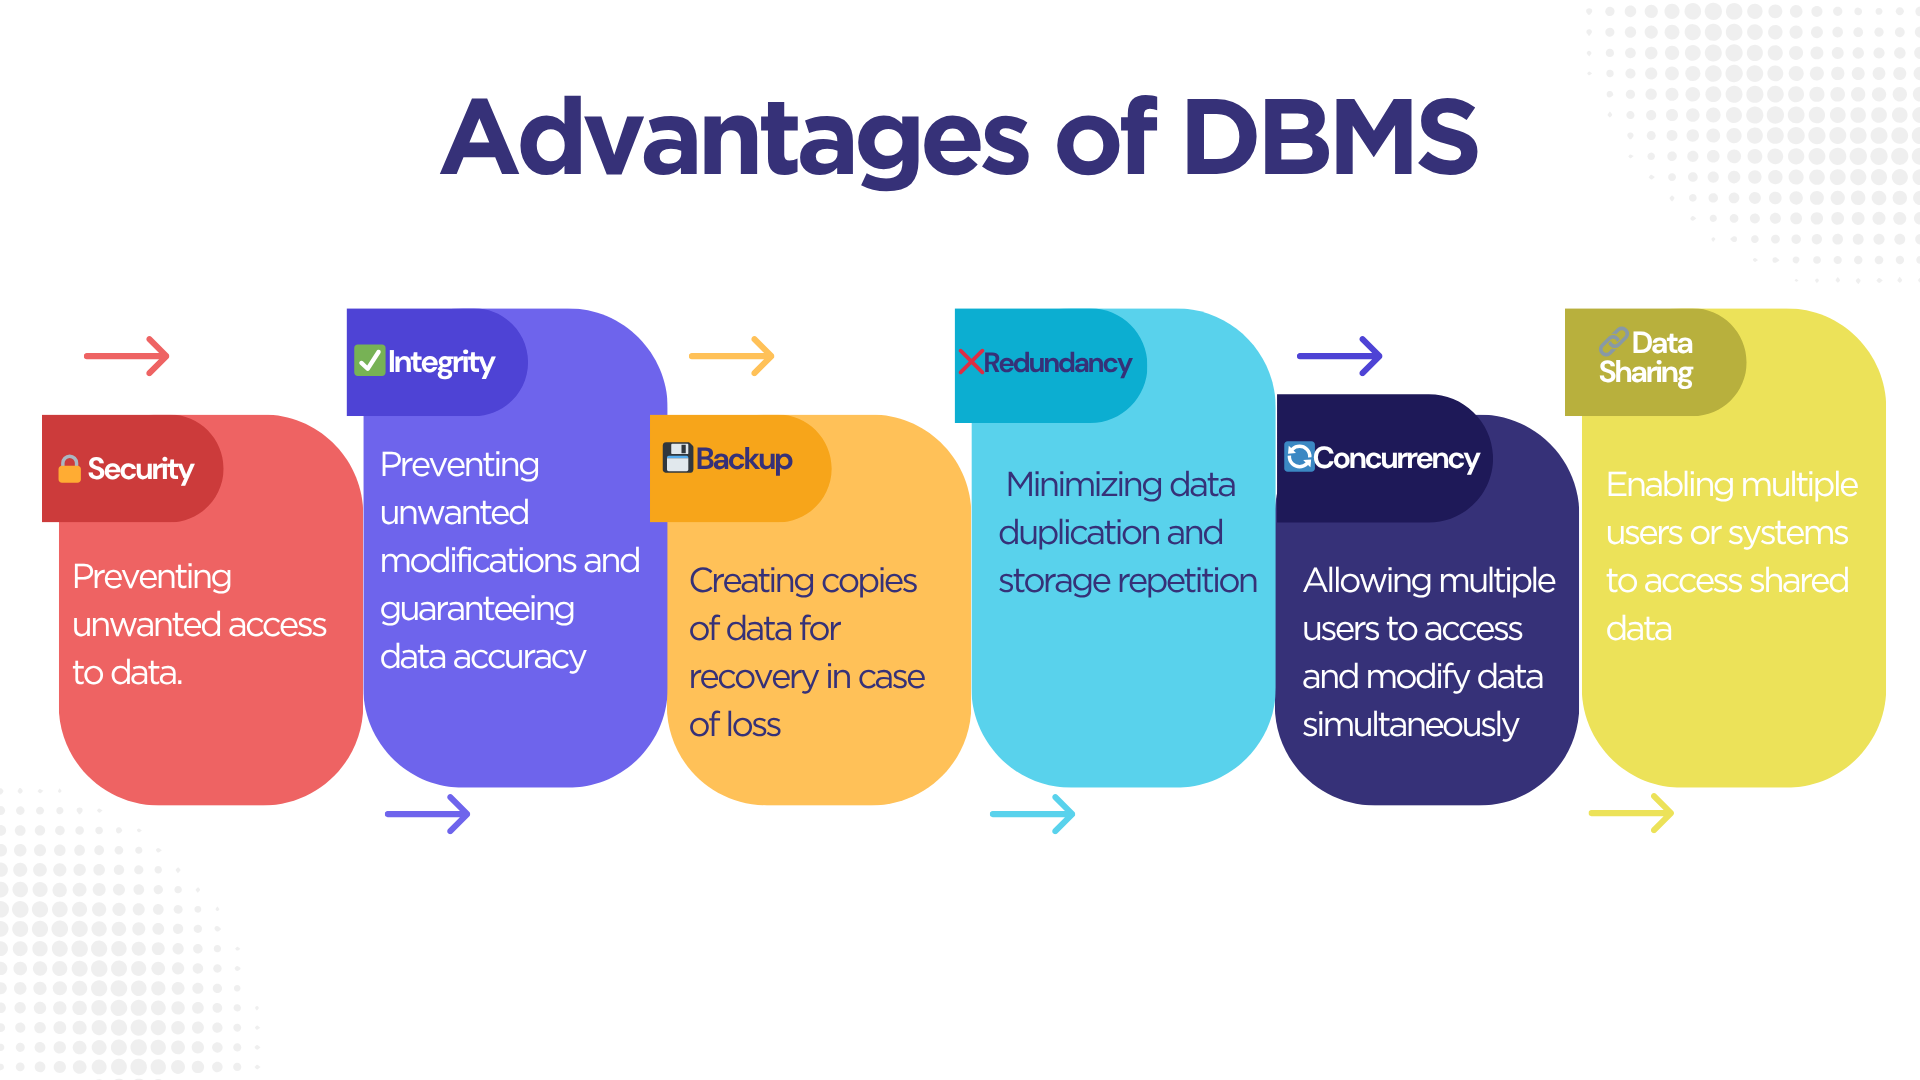 Advantages of DBMS
Security
Preventing
unwanted access
to data.
Integrity
Preventing
unwanted
modifications and
guaranteeing
data accuracy
Backup
Creating copies
of data for
recovery in case
of loss
Redundancy
Minimizing data
duplication and
storage repetition
Concurrency
Allowing multiple
users to access
and modify data
simultaneously
Data
Sharing
Enabling multiple
users or systems
to access shared
data